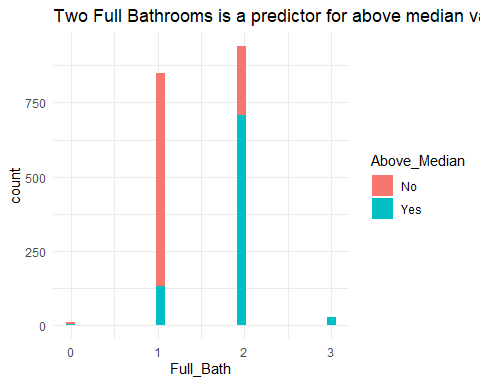 Two Full Bathrooms is a predictor for above median va
750
500
250
0
count
0 1 2 3
Full_Bath
Above_Median
No
Yes